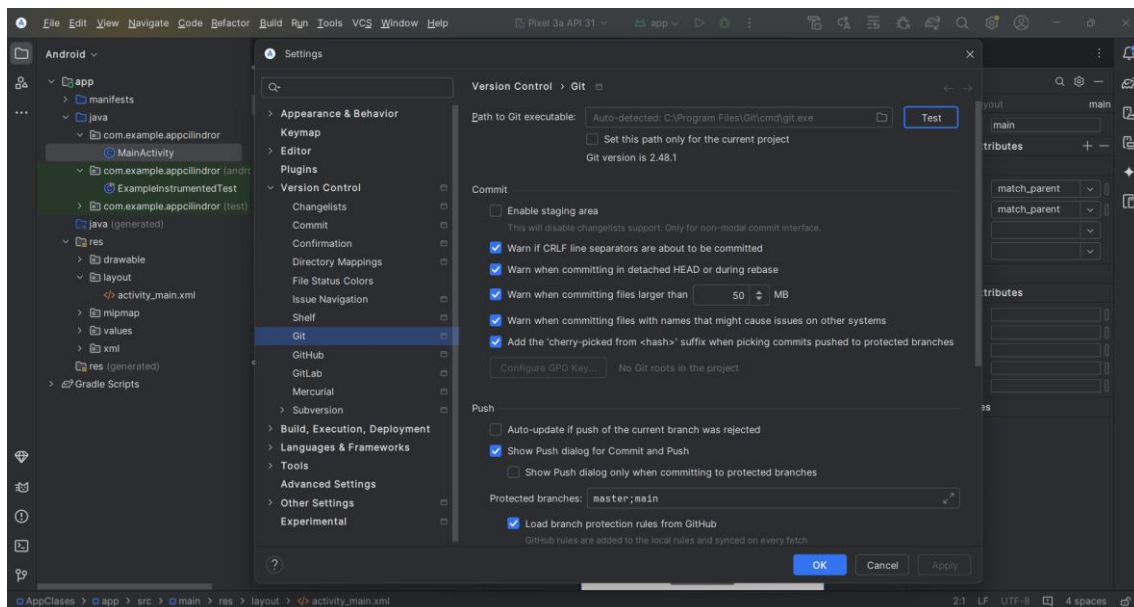 File Edit View Navigate Code Refactor Build Run Tools VCS Window Help
Pixel 3a API 31
app
Android
app
manifests
java
com.example.appcilindror
MainActivity
com.example.appcilindror (andro
ExampleInstrumentedTest
com.example.appcilindror (test)
java (generated)
res
drawable
layout
activity_main.xml
mipmap
values
xml
res (generated)
Gradle Scripts
Settings
Appearance & Behavior
Keymap
Editor
Plugins
Version Control
Changelists
Commit
Confirmation
Directory Mappings
File Status Colors
Issue Navigation
Shelf
Git
GitHub
GitLab
Mercurial
Subversion
Build, Execution, Deployment
Languages & Frameworks
Tools
Advanced Settings
Other Settings
Experimental
Version Control > Git
Path to Git executable: Auto-detected: C:\Program Files\Git\cmd\git.exe Test
Set this path only for the current project
Git version is 2.48.1
Commit
Enable staging area
This will disable changelists support. Only for non-modal commit interface.
Warn if CRLF line separators are about to be committed
Warn when committing in detached HEAD or during rebase
Warn when committing files larger than 50 MB
Warn when committing files with names that might cause issues on other systems
Add the 'cherry-picked from <hash>' suffix when picking commits pushed to protected branches
Configure GPG Key... No Git roots in the project
Push
Auto-update if push of the current branch was rejected
Show Push dialog for Commit and Push
Show Push dialog only when committing to protected branches
Protected branches: master;main
Load branch protection rules from GitHub
GitHub rules are added to the local rules and synced on every fetch
? OK Cancel Apply
yout main
main
ttributes
match_parent
match_parent
ttributes
es
AppClases > app > src > main > res > layout > activity_main.xml
2:1 LF UTF-8 4 spaces